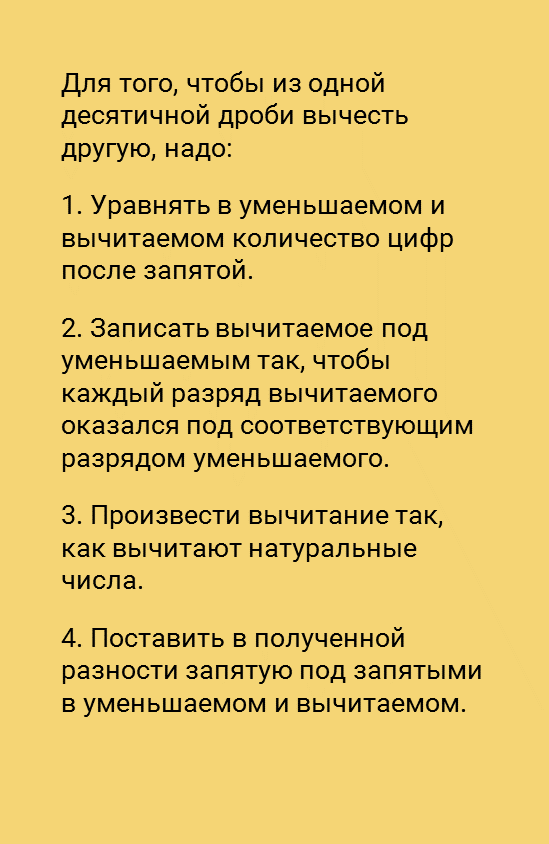 Для того, чтобы из одной
десятичной дроби вычесть
другую, надо:
1. Уравнять в уменьшаемом и
вычитаемом количество цифр
после запятой.
2. Записать вычитаемое под
уменьшаемым так, чтобы
каждый разряд вычитаемого
оказался под соответствующим
разрядом уменьшаемого.
3. Произвести вычитание так,
как вычитают натуральные
числа.
4. Поставить в полученной
разности запятую под запятыми
в уменьшаемом и вычитаемом.